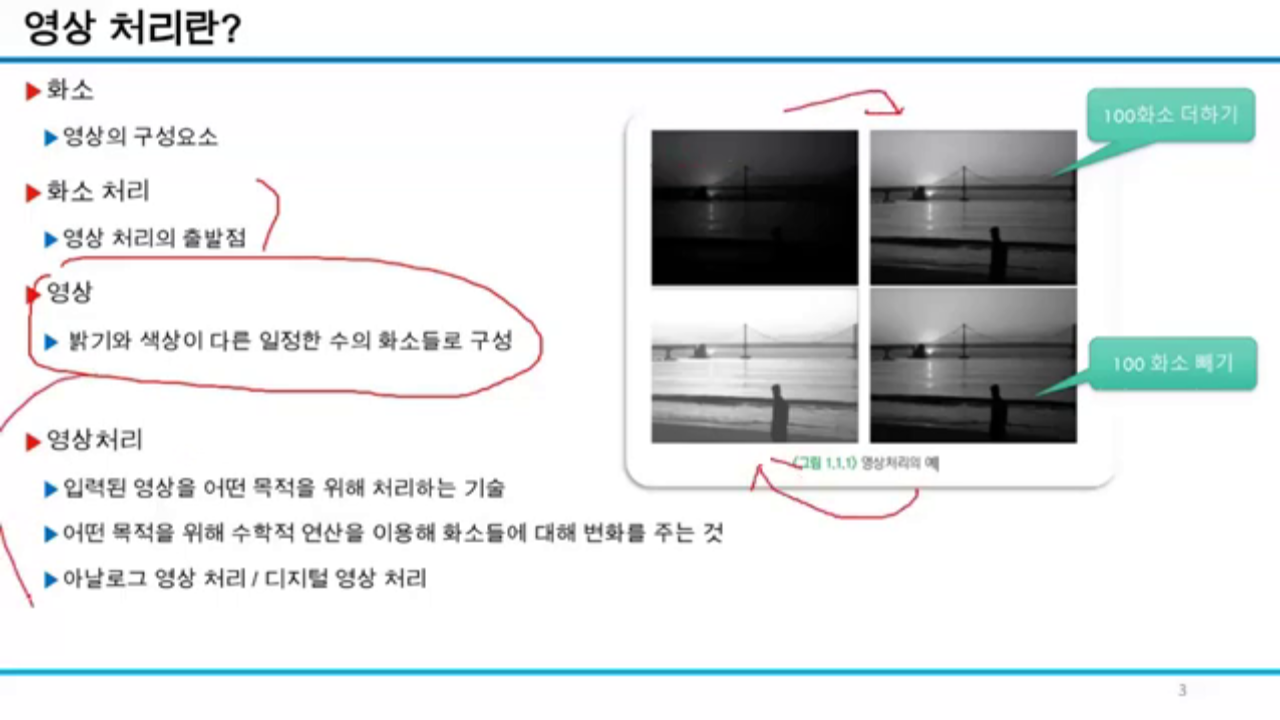 영상 처리란?
화소
영상의 구성요소
화소 처리
영상 처리의 출발점
영상
밝기와 색상이 다른 일정한 수의 화소들로 구성
영상처리
입력된 영상을 어떤 목적을 위해 처리하는 기술
어떤 목적을 위해 수학적 연산을 이용해 화소들에 대해 변화를 주는 것
아날로그 영상 처리 / 디지털 영상 처리
100화소 더하기
100 화소 빼기
<그림 1.1.1> 영상처리의 예
3